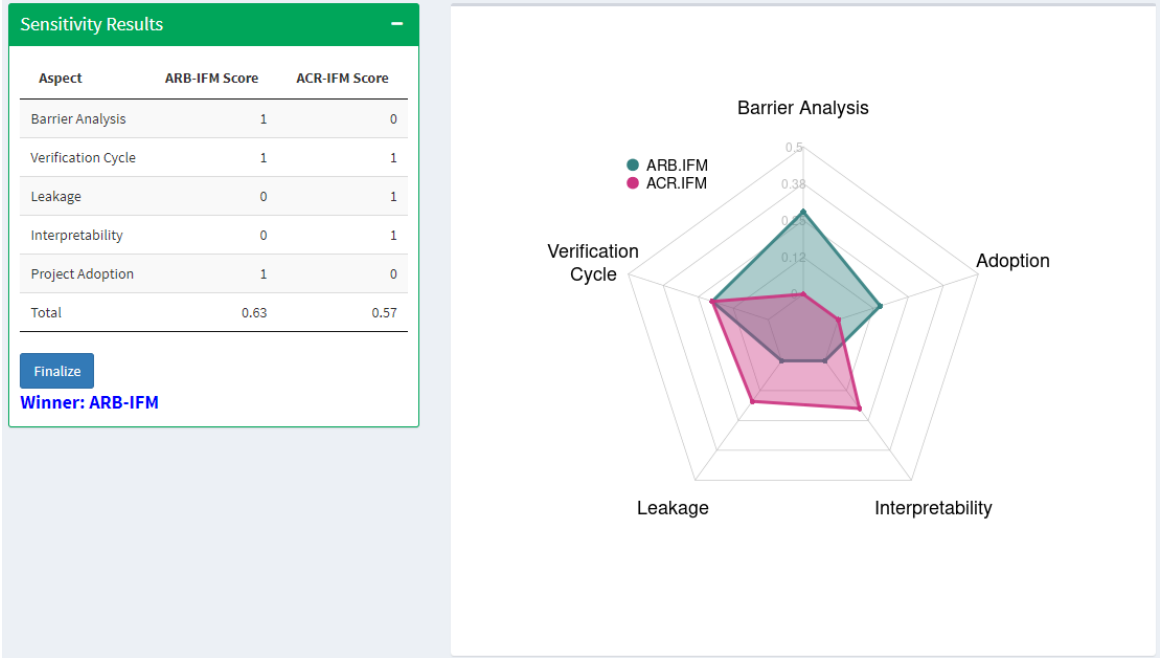 Sensitivity Results
Aspect ARB-IFM Score ACR-IFM Score
Barrier Analysis 1 0
Verification Cycle 1 1
Leakage 0 1
Interpretability 0 1
Project Adoption 1 0
Total 0.63 0.57
Finalize
Winner: ARB-IFM
Barrier Analysis
ARB.IFM
ACR.IFM
0.5
0.38
0.25
0.12
0
Verification
Cycle
Adoption
Leakage
Interpretability